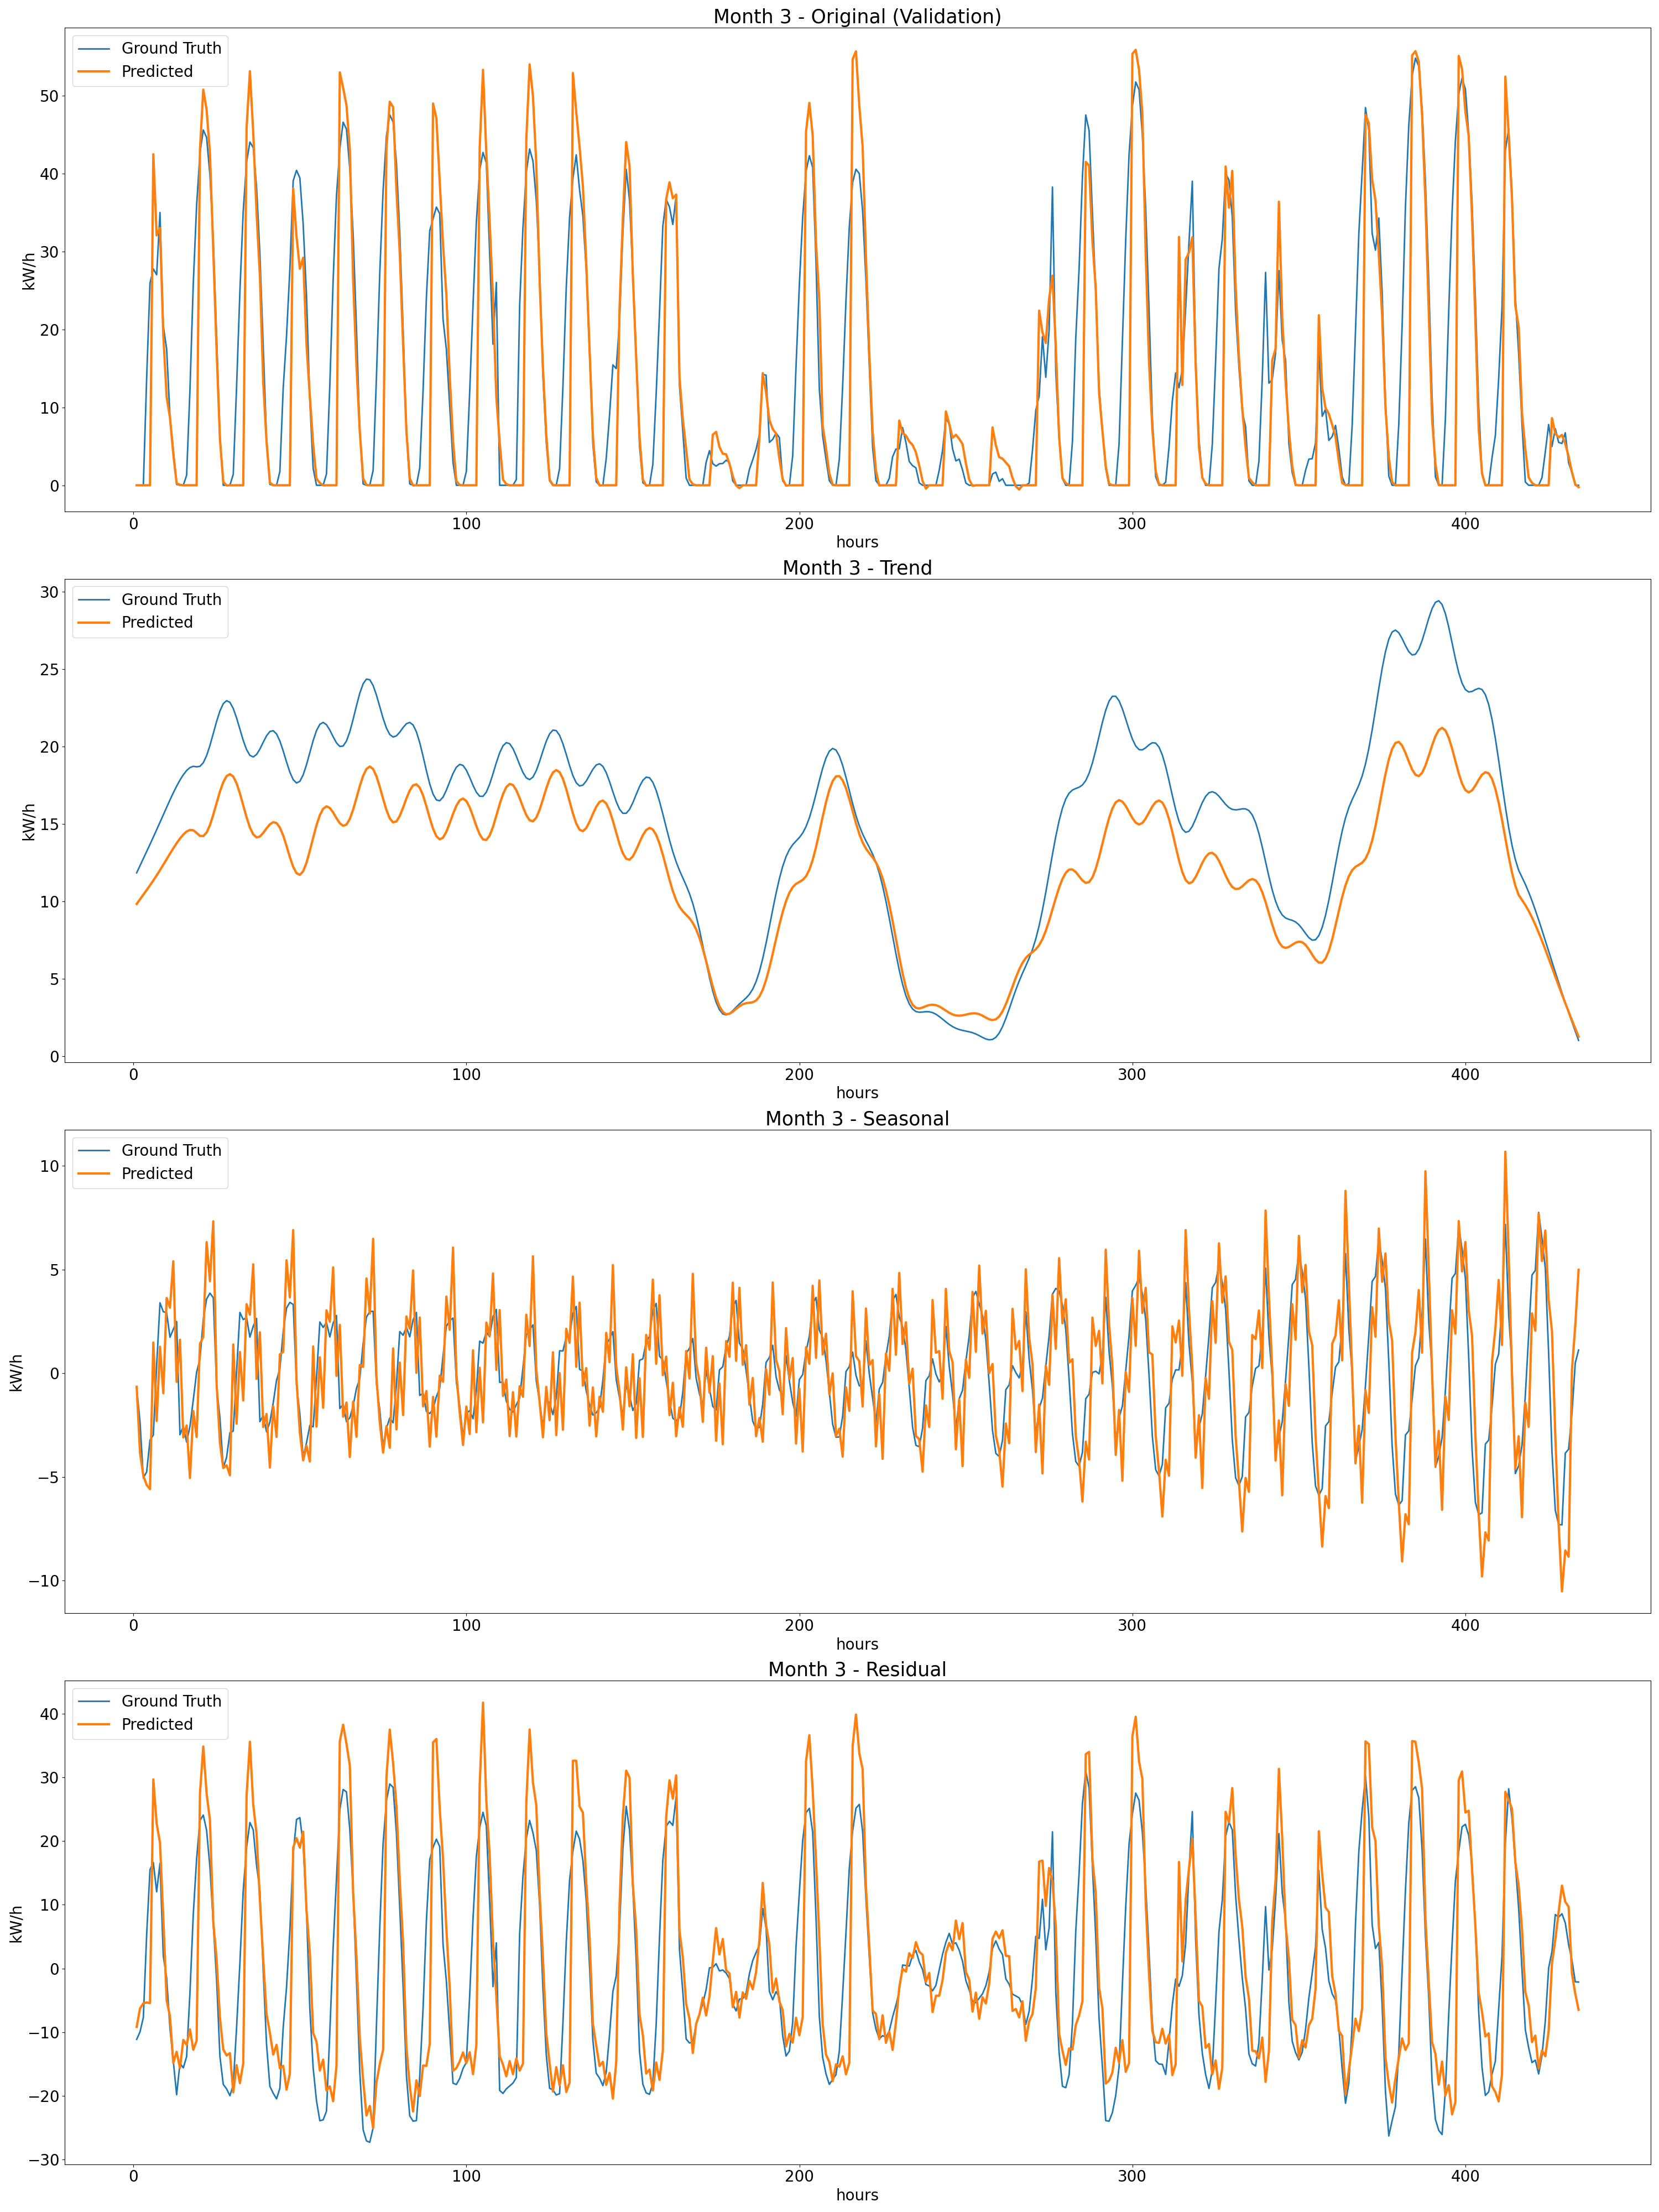 Month 3 - Original (Validation)
Ground Truth
Predicted
50
40
30
20
10
0
kW/h
0 100 200 300 400
hours
Month 3 - Trend
Ground Truth
Predicted
30
25
20
15
10
5
0
kW/h
0 100 200 300 400
hours
Month 3 - Seasonal
Ground Truth
Predicted
10
5
0
−5
−10
kW/h
0 100 200 300 400
hours
Month 3 - Residual
Ground Truth
Predicted
40
30
20
10
0
−10
−20
−30
kW/h
0 100 200 300 400
hours